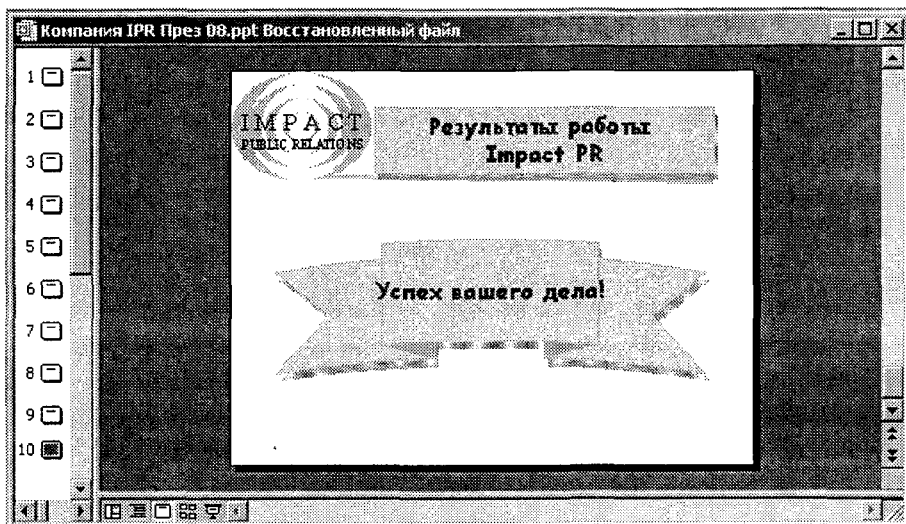 Компания IPR През 08.ppt Восстановленный файл
1
2
3
4
5
6
7
8
9
10
IMPACT
PUBLIC RELATIONS
Результаты работы
Impact PR
Успех вашего дела!